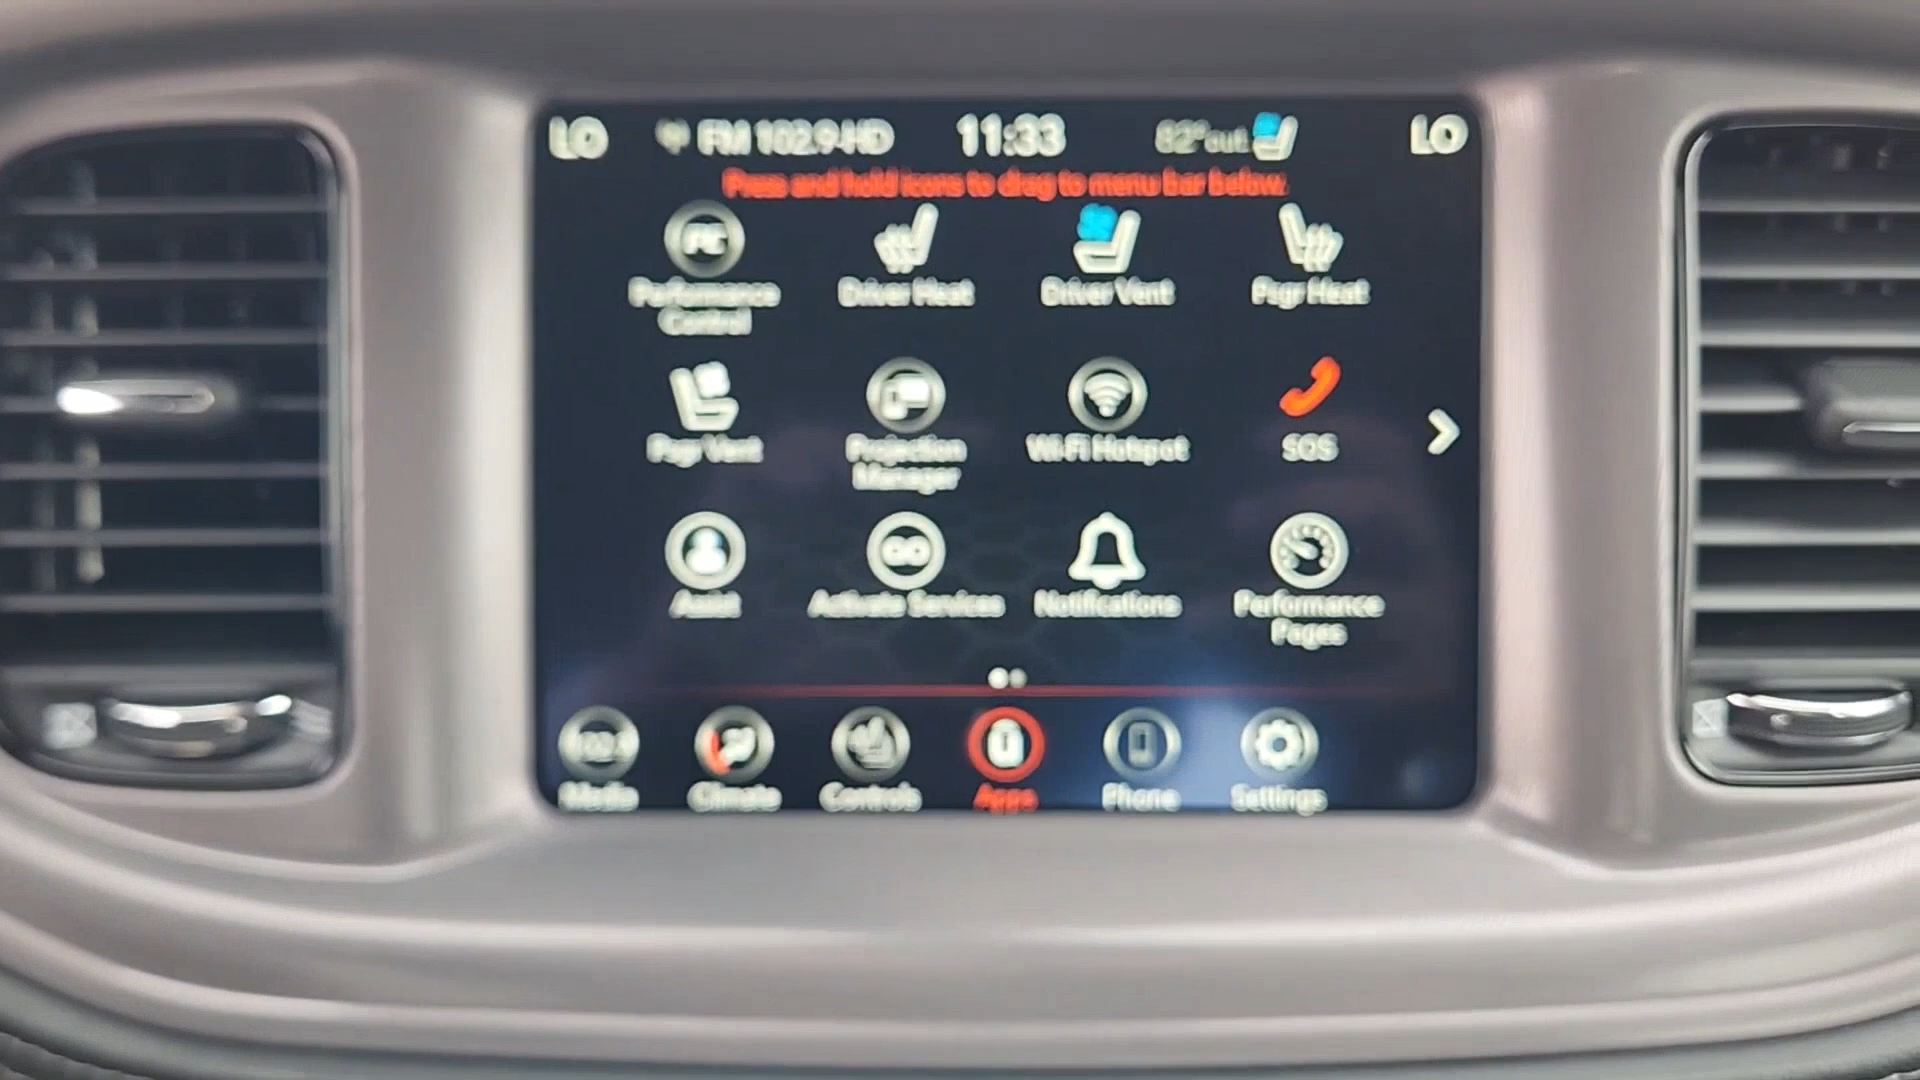 LO FM 102.9-HD 11:33 82°out LO
Press and hold icons to drag to menu bar below.
Performance Control
Driver Heat
Driver Vent
Psgr Heat
Psgr Vent
Projection Manager
Wi-Fi Hotspot
SOS
Assist
Activate Services
Notifications
Performance Pages
Media Climate Controls Apps Phone Settings